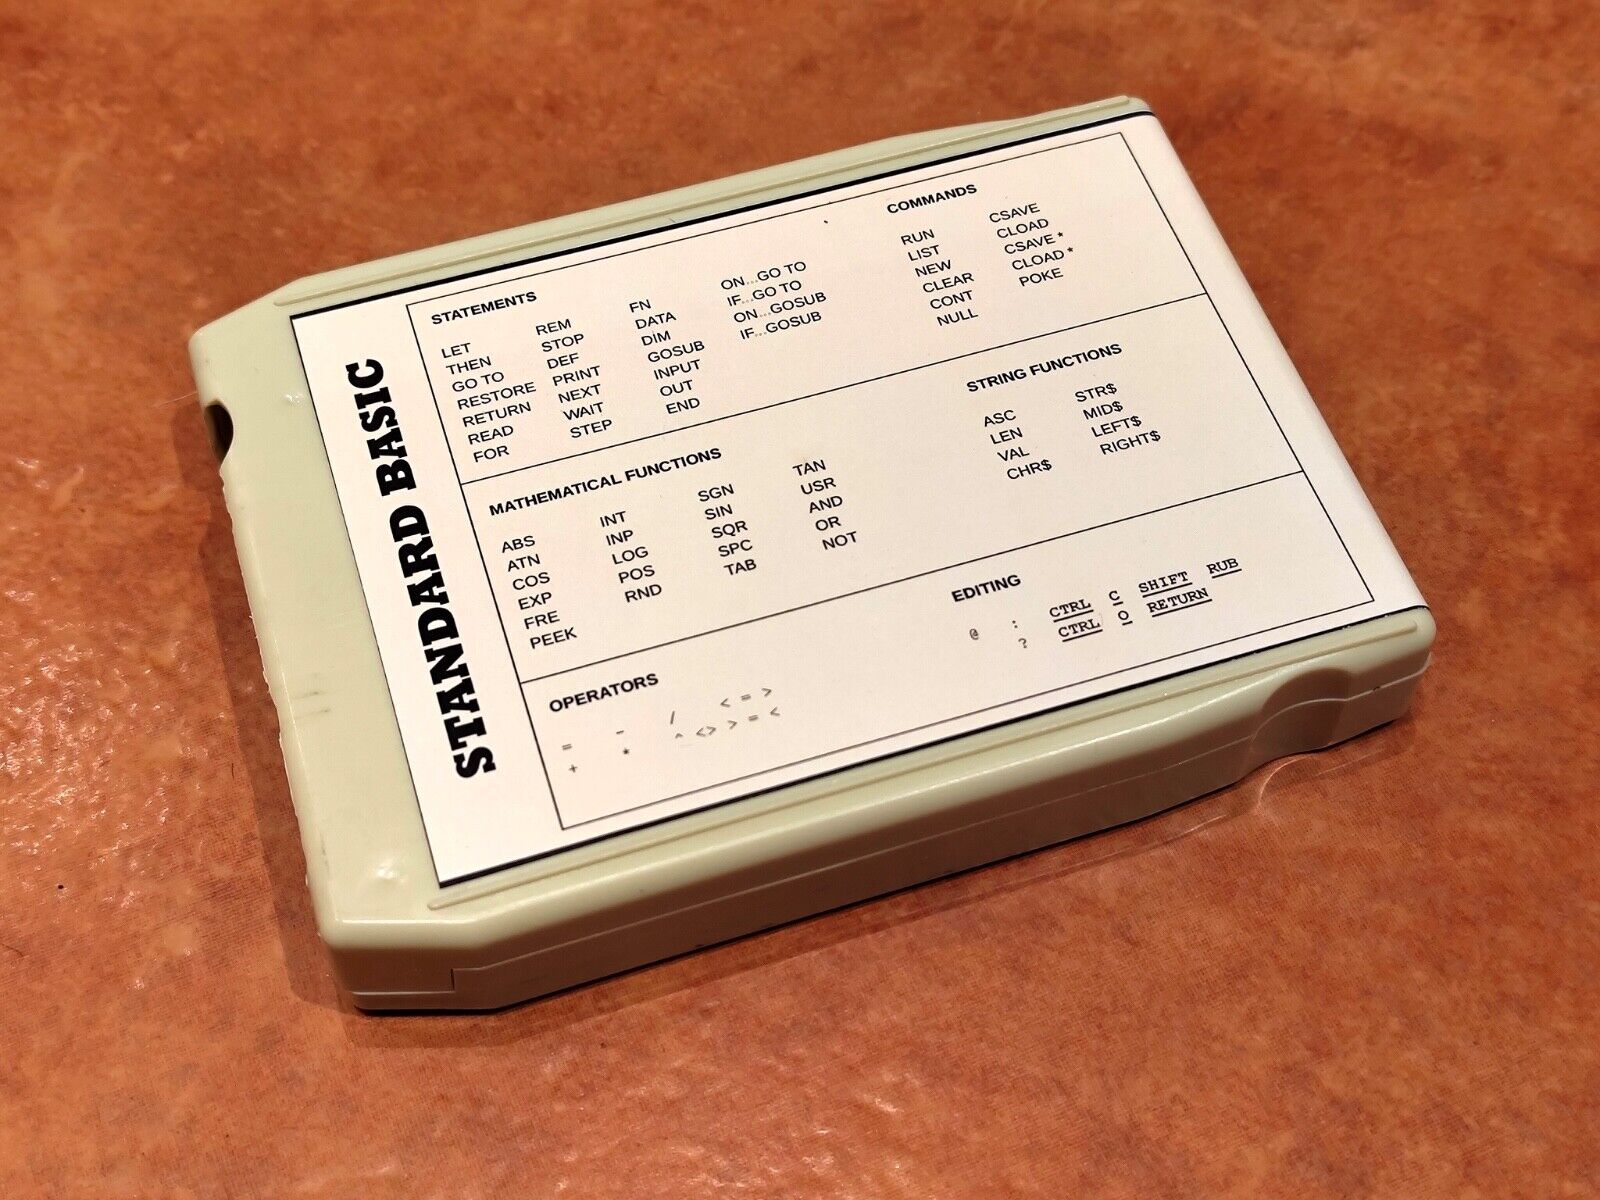 STANDARD BASIC
STATEMENTS
LET
THEN
GO TO
RESTORE
RETURN
READ
FOR
REM
STOP
DEF
PRINT
NEXT
WAIT
STEP
FN
DATA
DIM
GOSUB
INPUT
OUT
END
ON...GO TO
IF...GO TO
ON...GOSUB
IF...GOSUB
COMMANDS
RUN
LIST
NEW
CLEAR
CONT
NULL
CSAVE
CLOAD
CSAVE *
CLOAD *
POKE
MATHEMATICAL FUNCTIONS
ABS
ATN
COS
EXP
FRE
PEEK
INT
INP
LOG
POS
RND
SGN
SIN
SQR
SPC
TAB
TAN
USR
AND
OR
NOT
STRING FUNCTIONS
ASC
LEN
VAL
CHR$
STR$
MID$
LEFT$
RIGHT$
OPERATORS
= - / < = >
+ * ^ <> > = <
EDITING
@ : CTRL C SHIFT RUB
? CTRL O RETURN